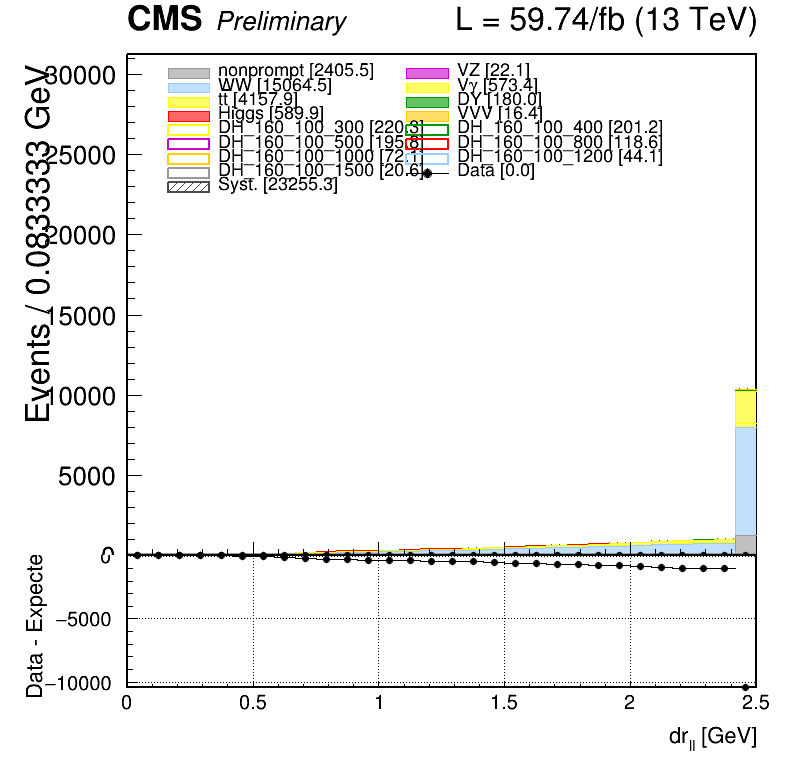 CMS Preliminary L = 59.74/fb (13 TeV)
Events / 0.0833333 GeV
30000
25000
20000
15000
10000
5000
0
nonprompt [2405.5] VZ [22.1]
WW [15064.5] Vγ [573.4]
tt [4157.9] DY [180.0]
Higgs [589.9] VVV [16.4]
DH_160_100_300 [220.3] DH_160_100_400 [201.2]
DH_160_100_500 [195.8] DH_160_100_800 [118.6]
DH_160_100_1000 [72.1] DH_160_100_1200 [44.1]
DH_160_100_1500 [20.6] Data [0.0]
Syst. [23255.3]
Data - Expecte
0
−5000
−10000
0 0.5 1 1.5 2 2.5
dr_ll [GeV]